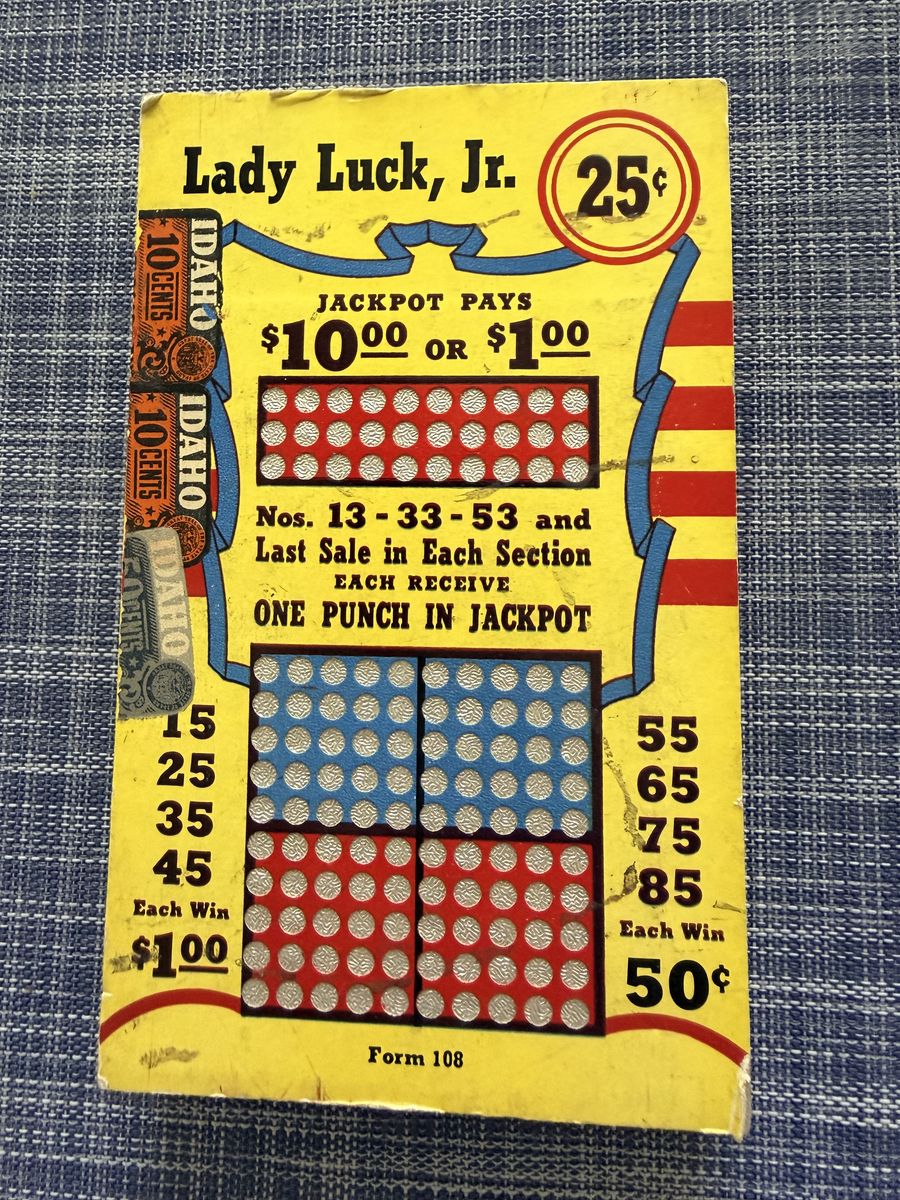 Lady Luck, Jr.
25¢
IDAHO
10 CENTS
IDAHO
10 CENTS
IDAHO
50 CENTS
JACKPOT PAYS
$10.00 OR $1.00
Nos. 13 - 33 - 53 and
Last Sale in Each Section
EACH RECEIVE
ONE PUNCH IN JACKPOT
15
25
35
45
Each Win
$1.00
55
65
75
85
Each Win
50¢
Form 108